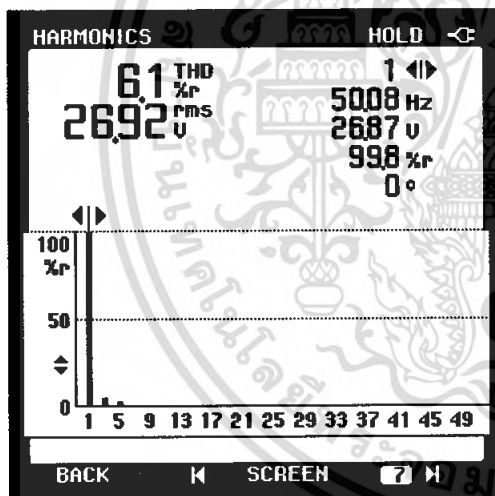 HARMONICS HOLD
6.1 THD %r
26.92 rms V
1
50.08 Hz
26.87 V
99.8 %r
0 °
100
%r
50
0
1 5 9 13 17 21 25 29 33 37 41 45 49
BACK SCREEN 7